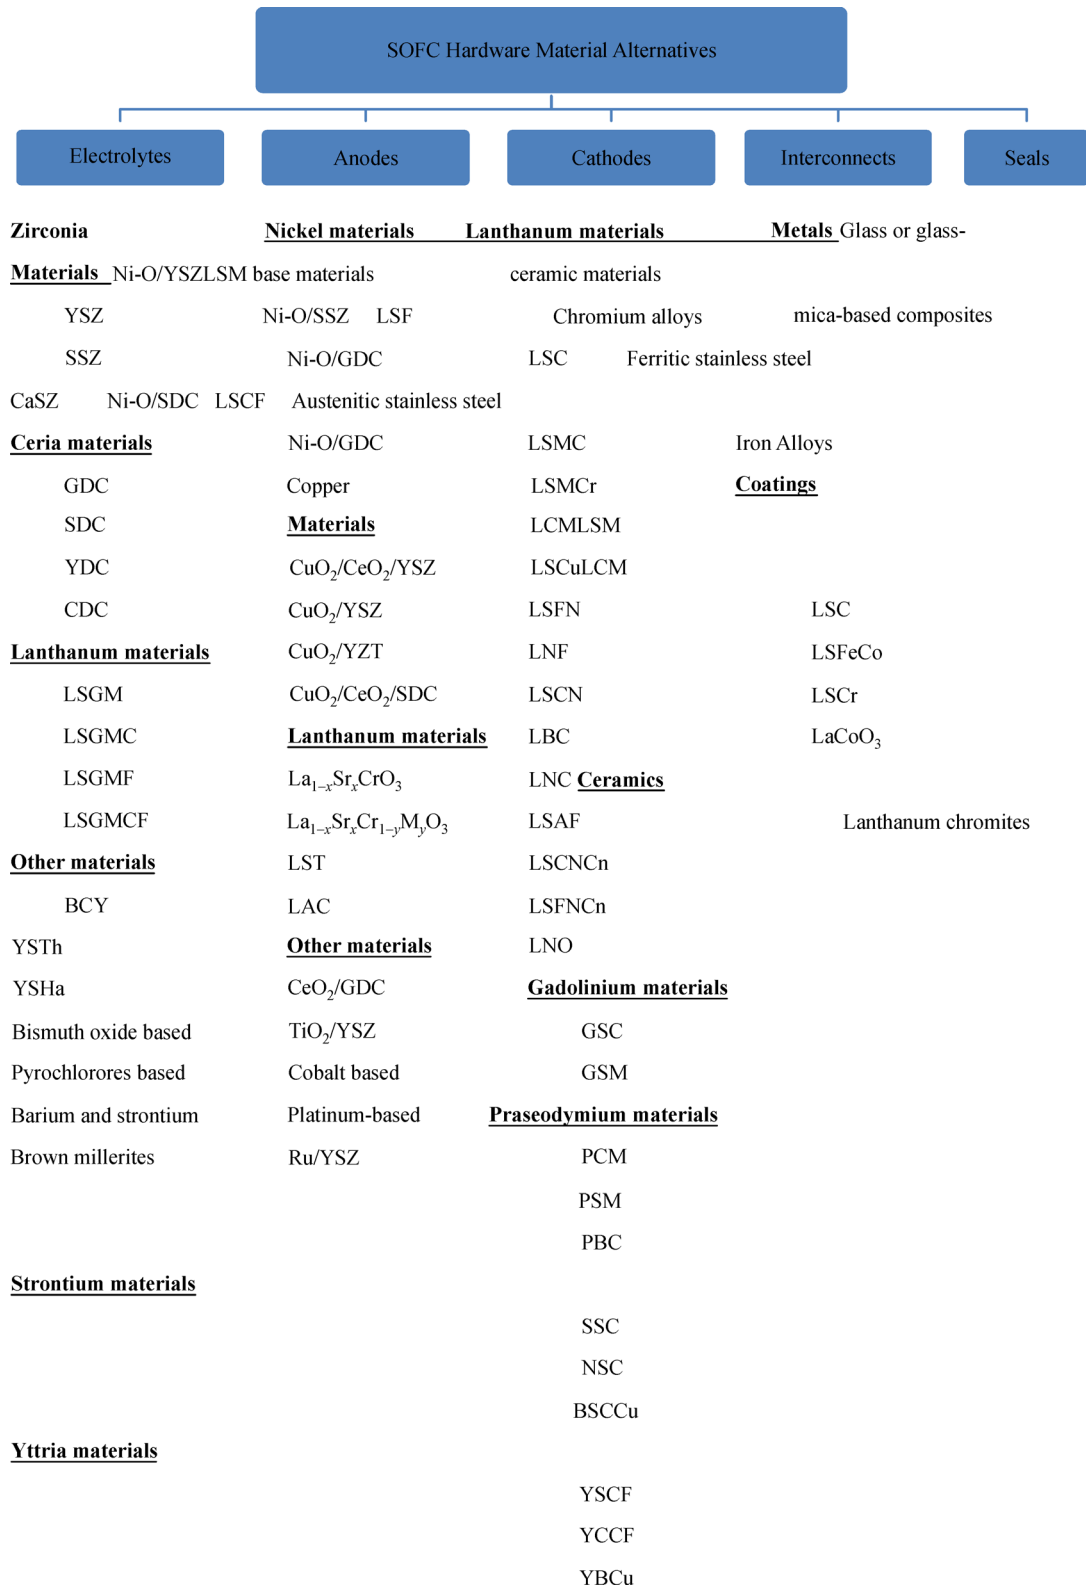 SOFC Hardware Material Alternatives
Electrolytes Anodes Cathodes Interconnects Seals
Zirconia Nickel materials Lanthanum materials Metals Glass or glass-
Materials Ni-O/YSZLSM base materials ceramic materials
YSZ Ni-O/SSZ LSF Chromium alloys mica-based composites
SSZ Ni-O/GDC LSC Ferritic stainless steel
CaSZ Ni-O/SDC LSCF Austenitic stainless steel
Ceria materials Ni-O/GDC LSMC Iron Alloys
GDC Copper LSMCr Coatings
SDC Materials LCMLSM
YDC CuO₂/CeO₂/YSZ LSCuLCM
CDC CuO₂/YSZ LSFN LSC
Lanthanum materials CuO₂/YZT LNF LSFeCo
LSGM CuO₂/CeO₂/SDC LSCN LSCr
LSGMC Lanthanum materials LBC LaCoO₃
LSGMF La₁₋ₓSrₓCrO₃ LNC Ceramics
LSGMCF La₁₋ₓSrₓCr₁₋yMyO₃ LSAF Lanthanum chromites
Other materials LST LSCNCn
BCY LAC LSFNCn
YSTh Other materials LNO
YSHa CeO₂/GDC Gadolinium materials
Bismuth oxide based TiO₂/YSZ GSC
Pyrochlorores based Cobalt based GSM
Barium and strontium Platinum-based Praseodymium materials
Brown millerites Ru/YSZ PCM
PSM
PBC
Strontium materials
SSC
NSC
BSCCu
Yttria materials
YSCF
YCCF
YBCu